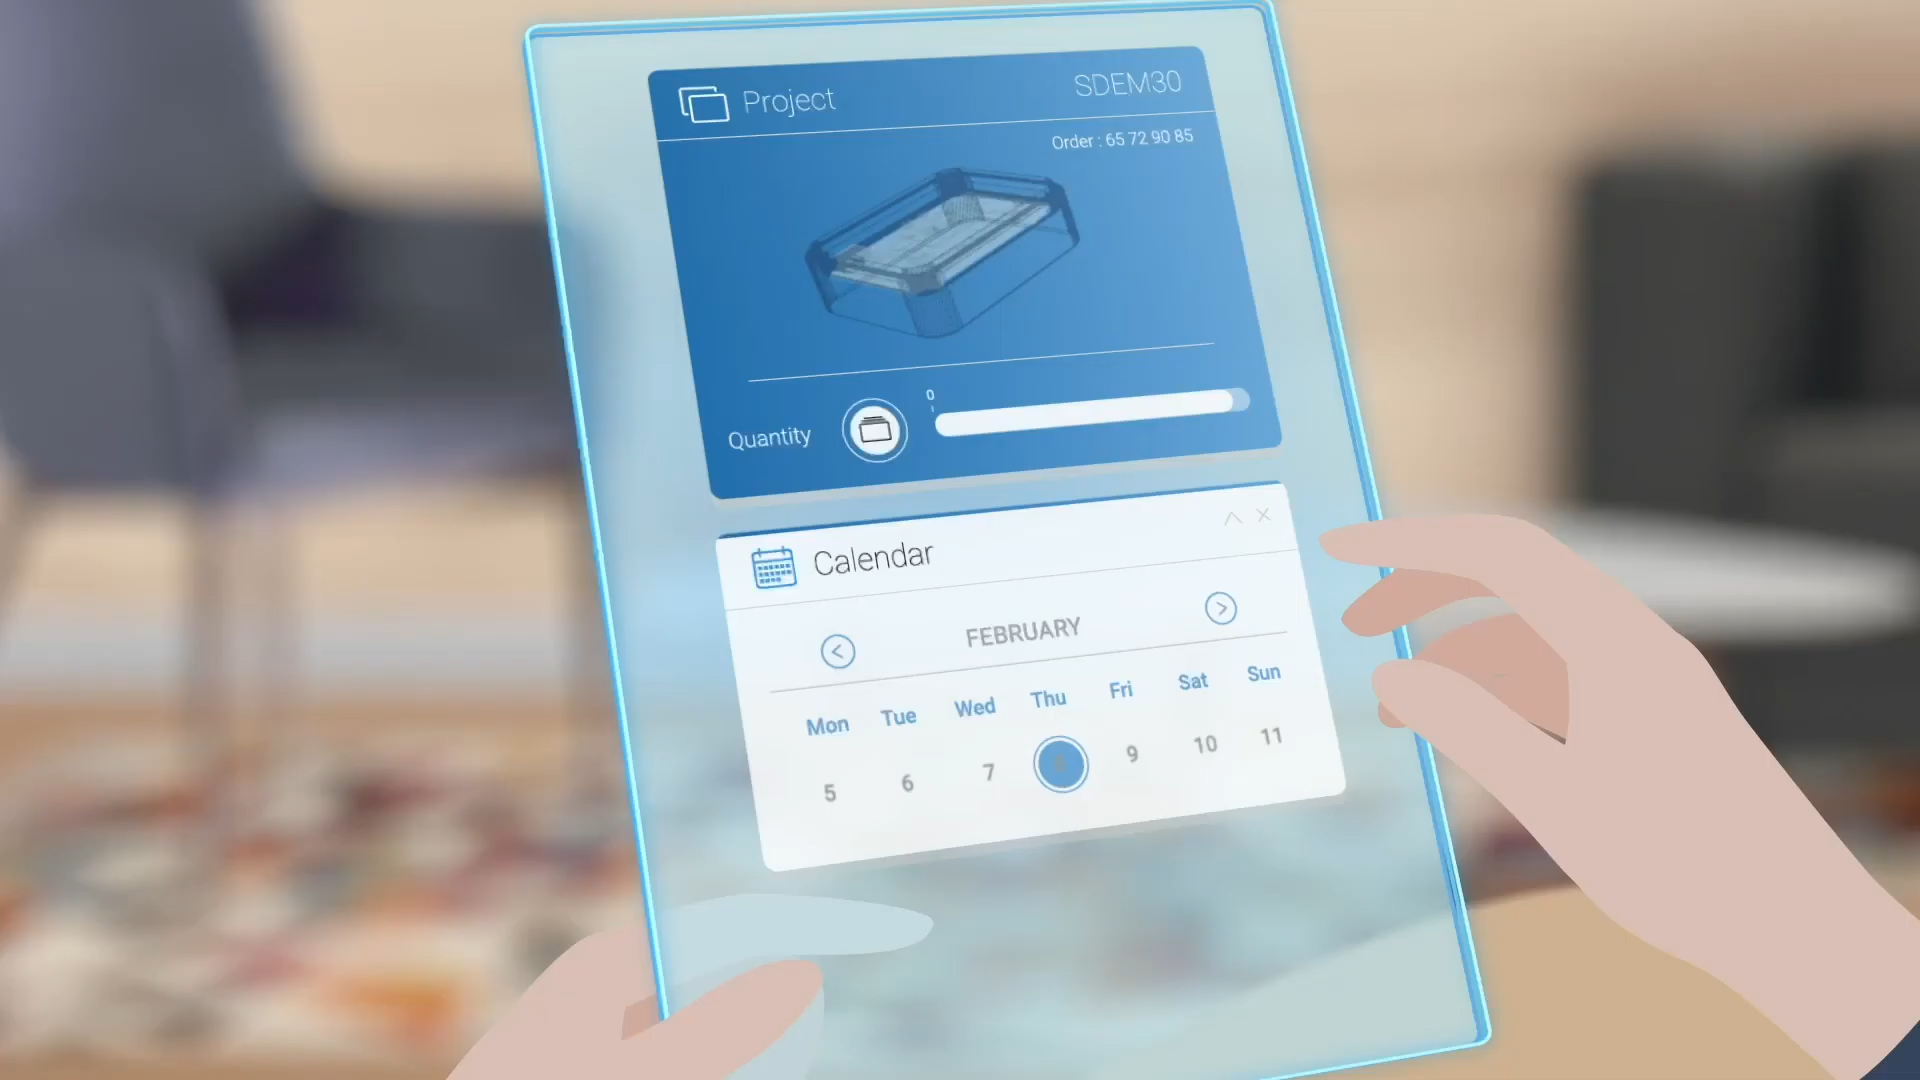 Project
SDEM30
Order : 65 72 90 85
0
Quantity
Calendar
FEBRUARY
Mon Tue Wed Thu Fri Sat Sun
5 6 7 8 9 10 11